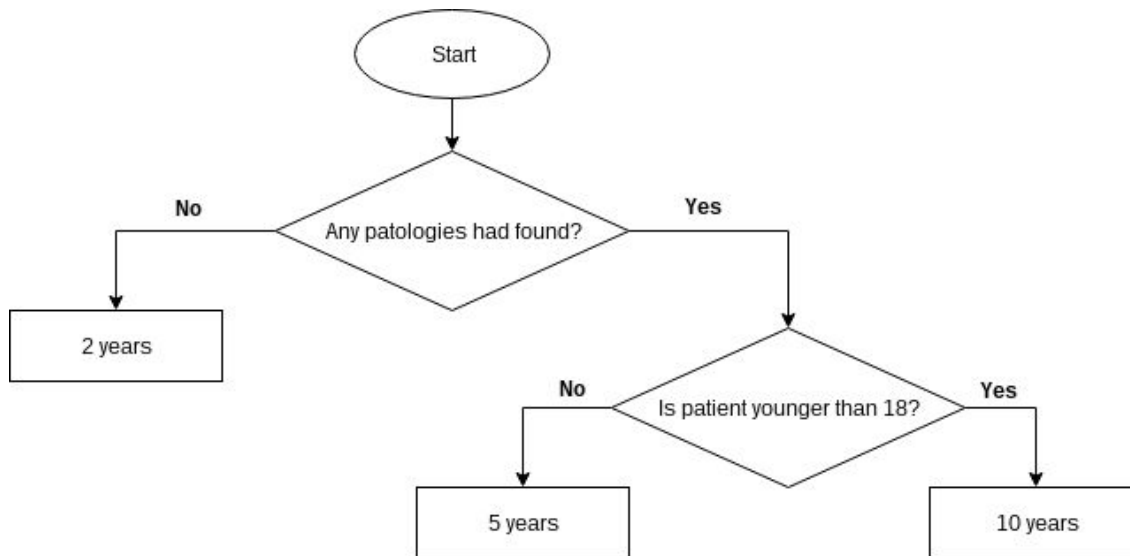 Start
No
Yes
Any patologies had found?
2 years
No
Yes
Is patient younger than 18?
5 years
10 years